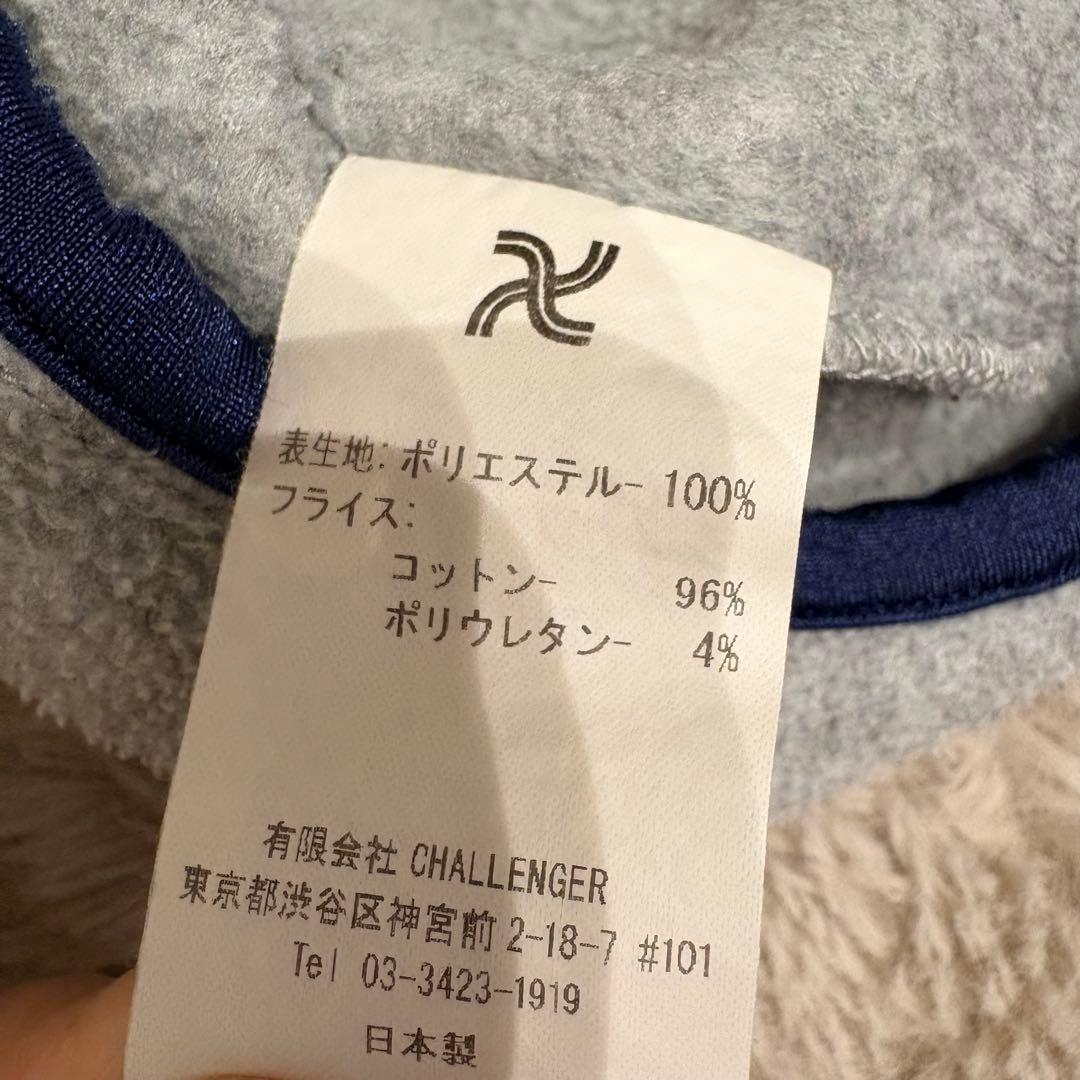 表生地: ポリエステル- 100%
フライス:
コットン- 96%
ポリウレタン- 4%
有限会社 CHALLENGER
東京都渋谷区神宮前 2-18-7 #101
Tel 03-3423-1919
日本製